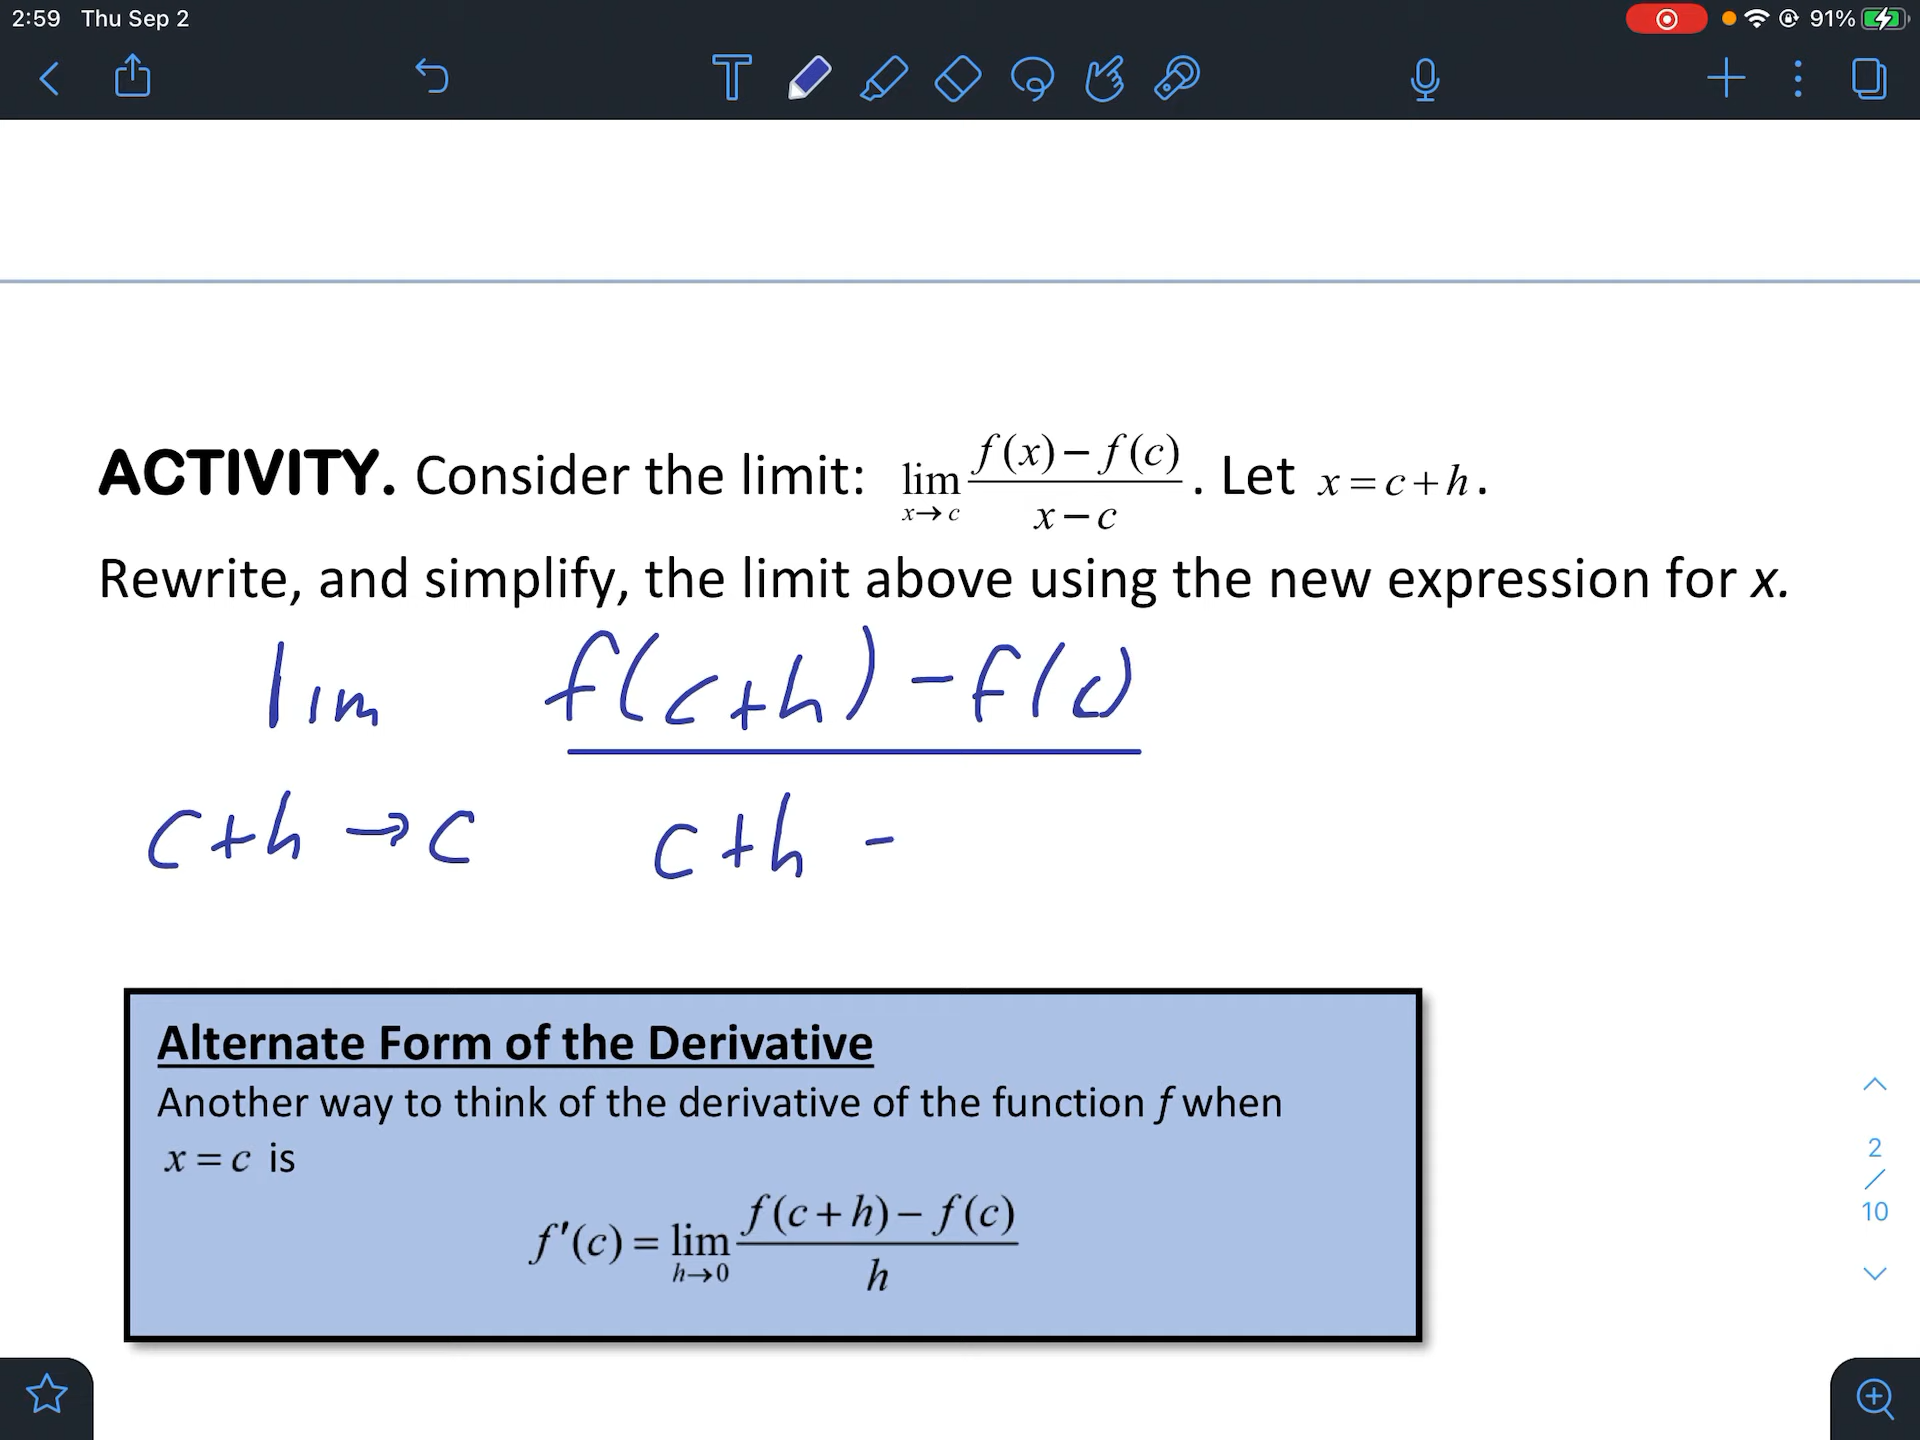 2:59 Thu Sep 2 91%
T
ACTIVITY. Consider the limit: lim x→c f(x)−f(c) / x−c . Let x=c+h.
Rewrite, and simplify, the limit above using the new expression for x.
lim f(c+h) - f(c)
c+h → c c+h -
Alternate Form of the Derivative
Another way to think of the derivative of the function f when
x=c is
f'(c) = lim h→0 f(c+h)−f(c) / h
2
/
10